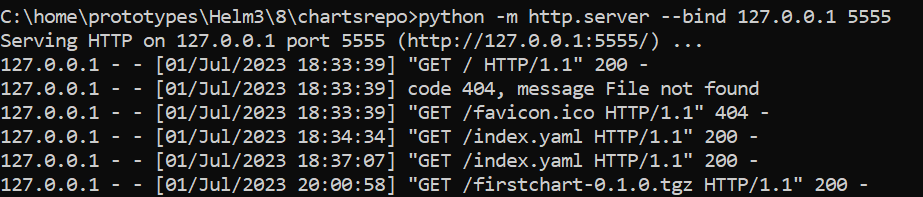 C:\home\prototypes\Helm3\8\chartsrepo>python -m http.server --bind 127.0.0.1 5555
Serving HTTP on 127.0.0.1 port 5555 (http://127.0.0.1:5555/) ...
127.0.0.1 - - [01/Jul/2023 18:33:39] "GET / HTTP/1.1" 200 -
127.0.0.1 - - [01/Jul/2023 18:33:39] code 404, message File not found
127.0.0.1 - - [01/Jul/2023 18:33:39] "GET /favicon.ico HTTP/1.1" 404 -
127.0.0.1 - - [01/Jul/2023 18:34:34] "GET /index.yaml HTTP/1.1" 200 -
127.0.0.1 - - [01/Jul/2023 18:37:07] "GET /index.yaml HTTP/1.1" 200 -
127.0.0.1 - - [01/Jul/2023 20:00:58] "GET /firstchart-0.1.0.tgz HTTP/1.1" 200 -